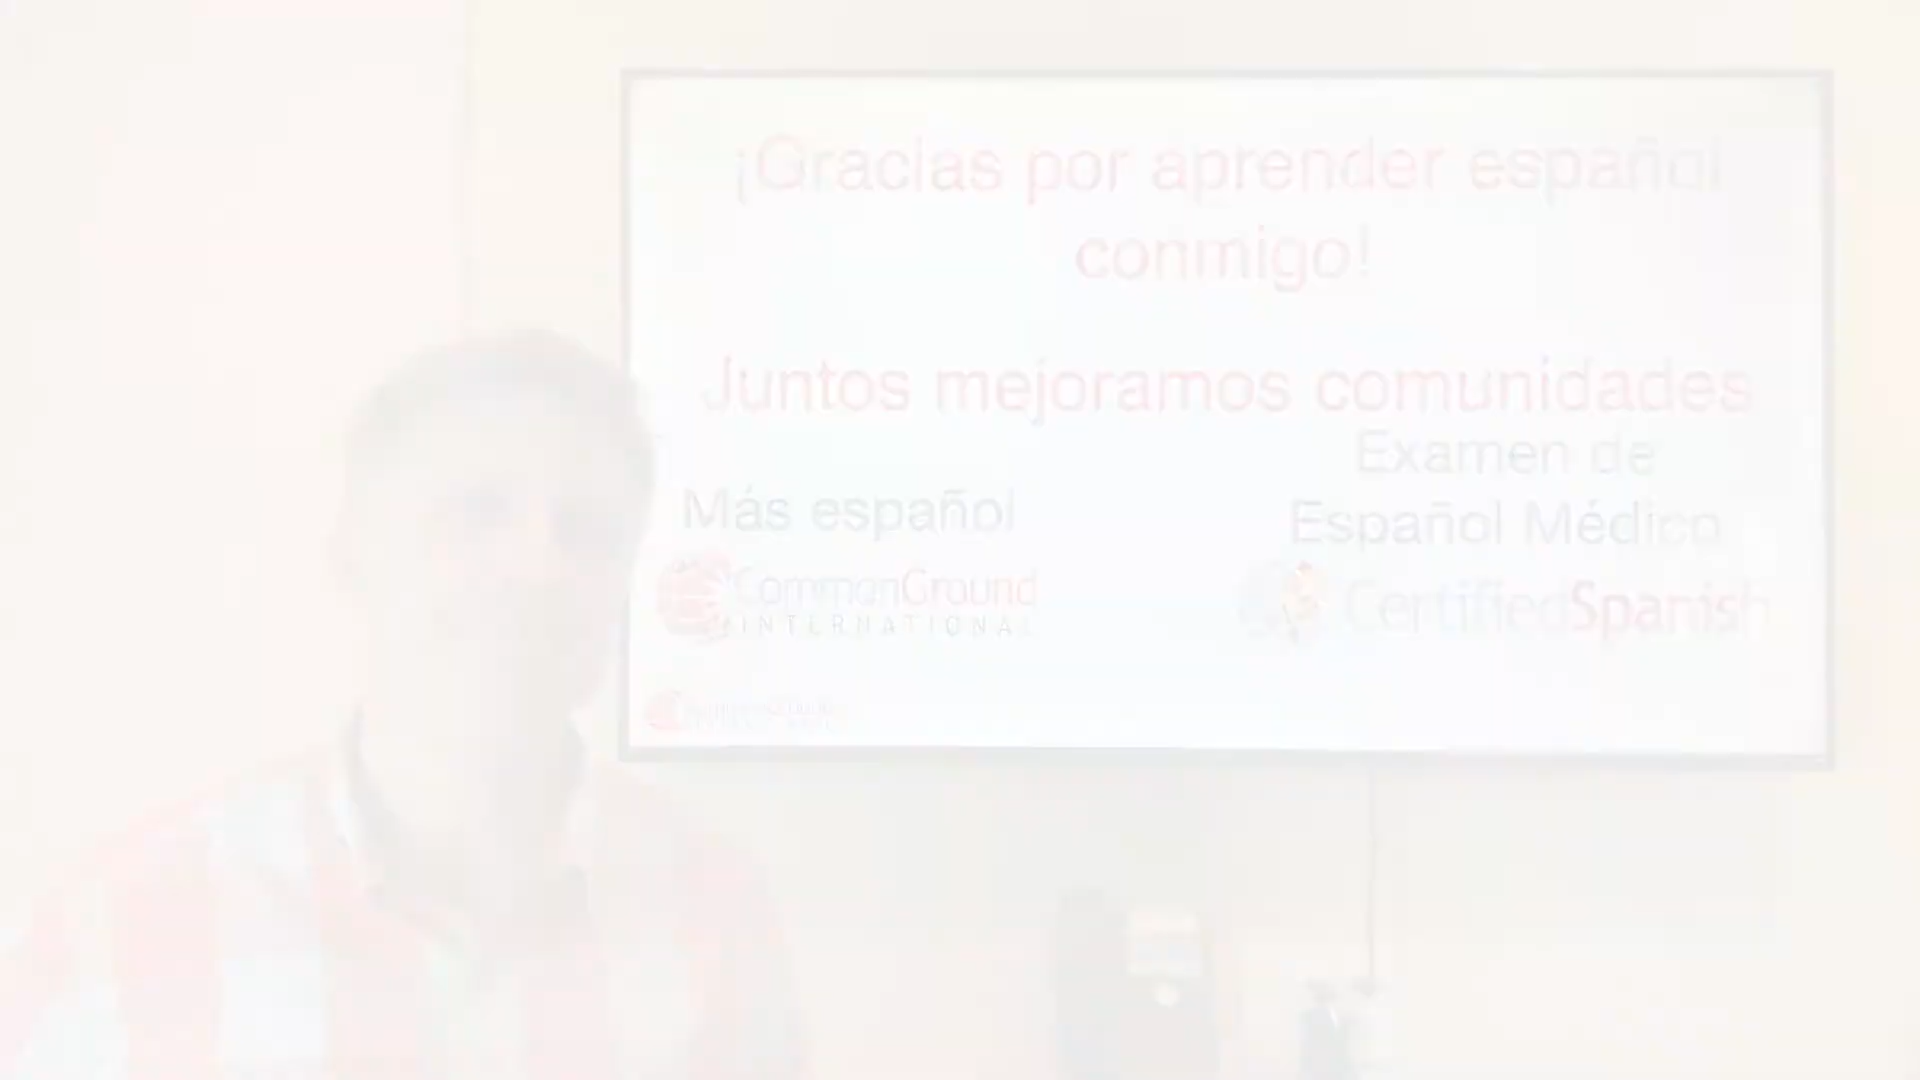 ¡Gracias por aprender español
conmigo!
Juntos mejoramos comunidades
Más español
CommonGround
INTERNATIONAL
Examen de
Español Médico
CertifiedSpanish